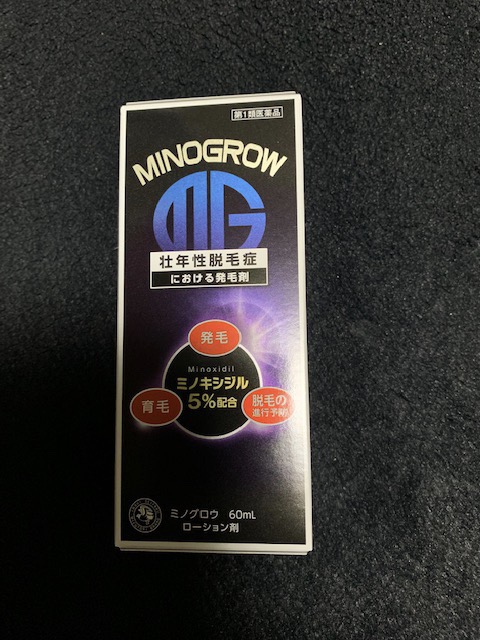 第1類医薬品
MINOGROW
MG
壮年性脱毛症
における発毛剤
発毛
Minoxidil
ミノキシジル
5%配合
育毛
脱毛の
進行予防
ミノグロウ 60mL
ローション剤